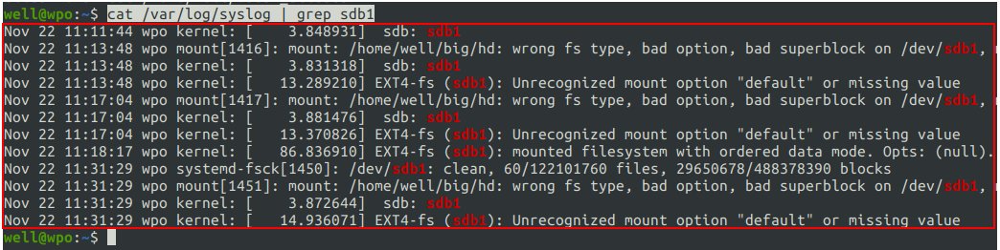 well@wpo:~$ cat /var/log/syslog | grep sdb1
Nov 22 11:11:44 wpo kernel: [    3.848931]  sdb: sdb1
Nov 22 11:13:48 wpo mount[1416]: mount: /home/well/big/hd: wrong fs type, bad option, bad superblock on /dev/sdb1,
Nov 22 11:13:48 wpo kernel: [    3.831318]  sdb: sdb1
Nov 22 11:13:48 wpo kernel: [   13.289210] EXT4-fs (sdb1): Unrecognized mount option "default" or missing value
Nov 22 11:17:04 wpo mount[1417]: mount: /home/well/big/hd: wrong fs type, bad option, bad superblock on /dev/sdb1,
Nov 22 11:17:04 wpo kernel: [    3.881476]  sdb: sdb1
Nov 22 11:17:04 wpo kernel: [   13.370826] EXT4-fs (sdb1): Unrecognized mount option "default" or missing value
Nov 22 11:18:17 wpo kernel: [   86.836910] EXT4-fs (sdb1): mounted filesystem with ordered data mode. Opts: (null).
Nov 22 11:31:29 wpo systemd-fsck[1450]: /dev/sdb1: clean, 60/122101760 files, 29650678/488378390 blocks
Nov 22 11:31:29 wpo mount[1451]: mount: /home/well/big/hd: wrong fs type, bad option, bad superblock on /dev/sdb1,
Nov 22 11:31:29 wpo kernel: [    3.872644]  sdb: sdb1
Nov 22 11:31:29 wpo kernel: [   14.936071] EXT4-fs (sdb1): Unrecognized mount option "default" or missing value
well@wpo:~$